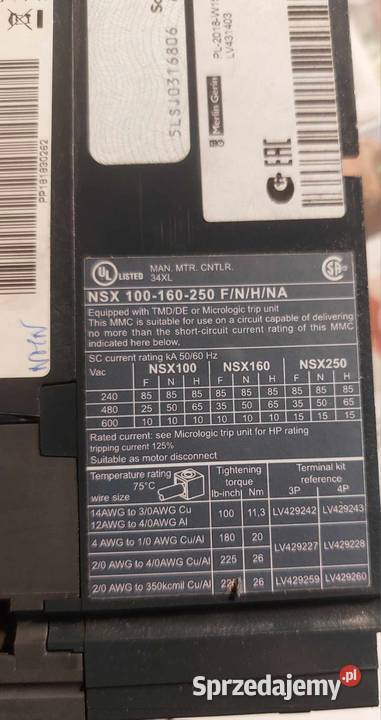 PP181890262
5LSJ0316806
Merlin Gerin
PL-2018-W1
LV431403
EAC
UL LISTED
MAN. MTR. CNTLR.
34XL
NSX 100-160-250 F/N/H/NA
Equipped with TMD/DE or Micrologic trip unit
This MMC is suitable for use on a circuit capable of delivering
no more than the short-circuit current rating of this MMC
indicated here below,
SC current rating kA 50/60 Hz
Vac NSX100 NSX160 NSX250
F N H F N H F N H
240 85 85 85 85 85 85 85 85 85
480 25 50 65 35 50 65 35 50 65
600 10 10 10 10 10 10 15 15 15
Rated current: see Micrologic trip unit for HP rating
tripping current 125%
Suitable as motor disconnect
Temperature rating 75°C
wire size
Tightening torque
lb-inch Nm
Terminal kit reference
3P 4P
14AWG to 3/0AWG Cu
12AWG to 4/0AWG Al
100 11,3 LV429242 LV429243
4 AWG to 1/0 AWG Cu/Al 180 20
LV429227 LV429228
2/0 AWG to 4/0AWG Cu/Al 225 26
2/0 AWG to 350kcmil Cu/Al 225 26 LV429259 LV429260
Sprzedajemy.pl